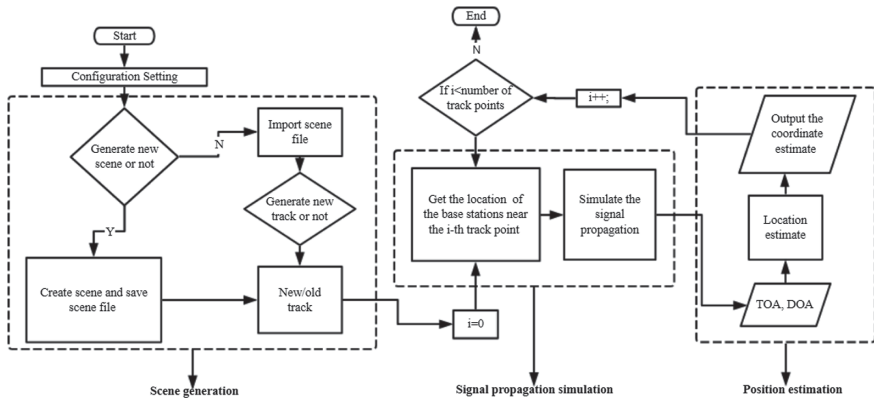 Start
Configuration Setting
Generate new
scene or not
N
Import scene
file
Generate new
track or not
Y
Create scene and save
scene file
New/old
track
Scene generation
End
N
If i<number of
track points
i++;
Get the location of
the base stations near
the i-th track point
Simulate the
signal
propagation
i=0
Signal propagation simulation
Output the
coordinate
estimate
Location
estimate
TOA, DOA
Position estimation